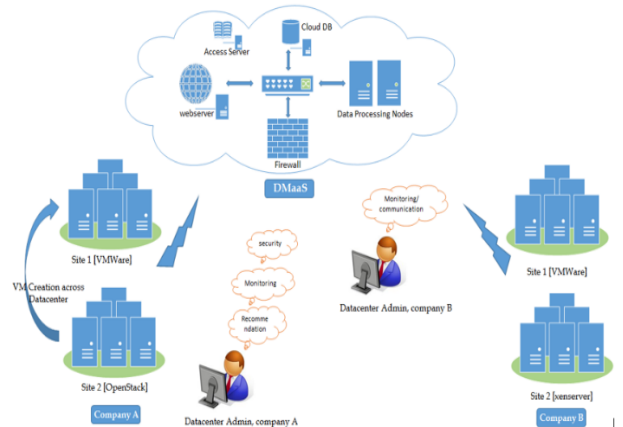 Cloud DB
Access Server
webserver
Data Processing Nodes
Firewall
DMaaS
Monitoring/
communication
Site 1 [VMWare]
security
Site 1 [VMWare]
VM Creation across
Datacenter
Monitoring
Datacenter Admin, company B
Recomme
ndation
Site 2 [OpenStack]
Site 2 [xenserver]
Company A
Datacenter Admin, company A
Company B